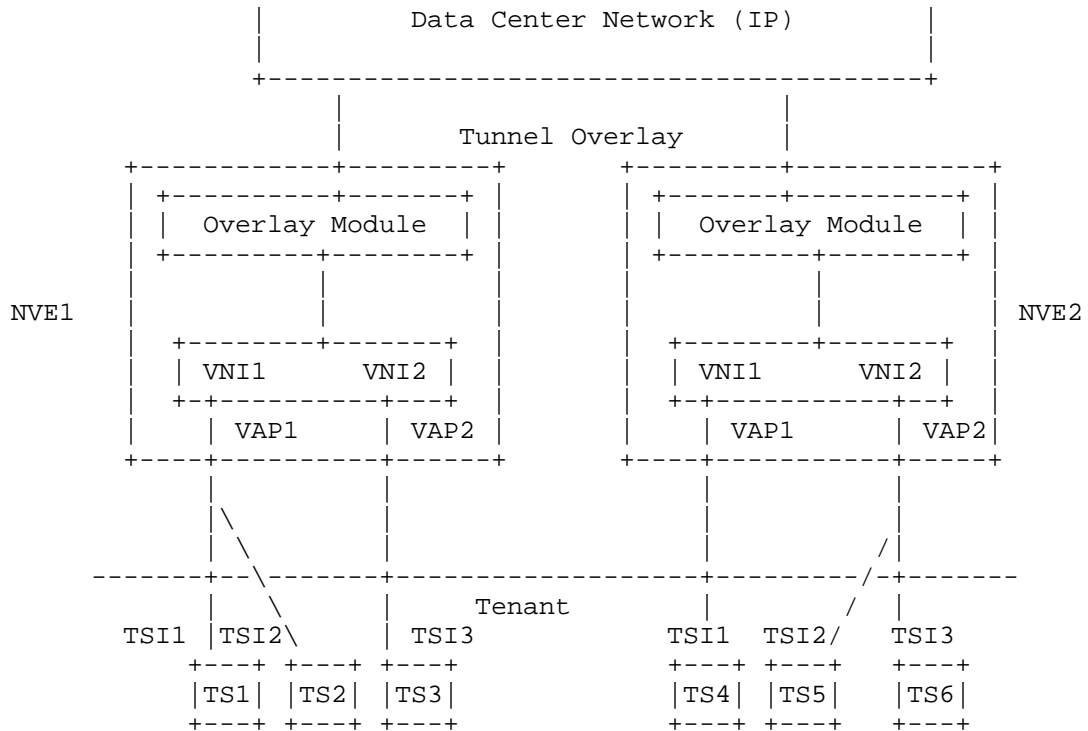 Data Center Network (IP)
Tunnel Overlay
Overlay Module Overlay Module
NVE1 NVE2
VNI1 VNI2 VNI1 VNI2
VAP1 VAP2 VAP1 VAP2
Tenant
TSI1 TSI2 TSI3 TSI1 TSI2 TSI3
TS1 TS2 TS3 TS4 TS5 TS6